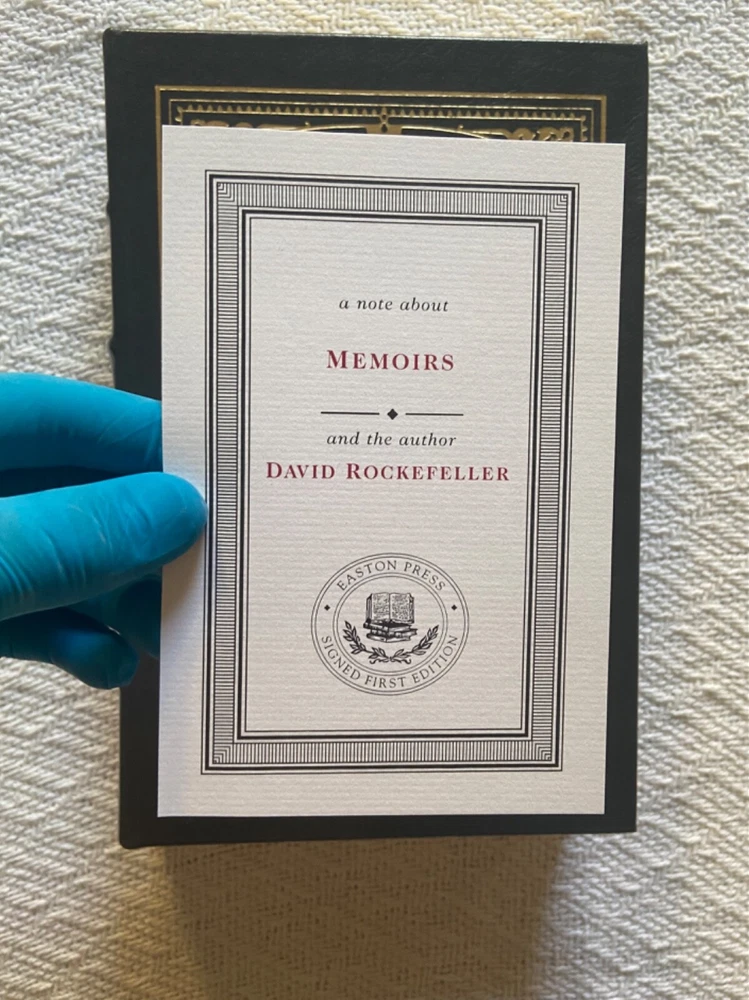 a note about
MEMOIRS
and the author
DAVID ROCKEFELLER
EASTON PRESS
SIGNED FIRST EDITION